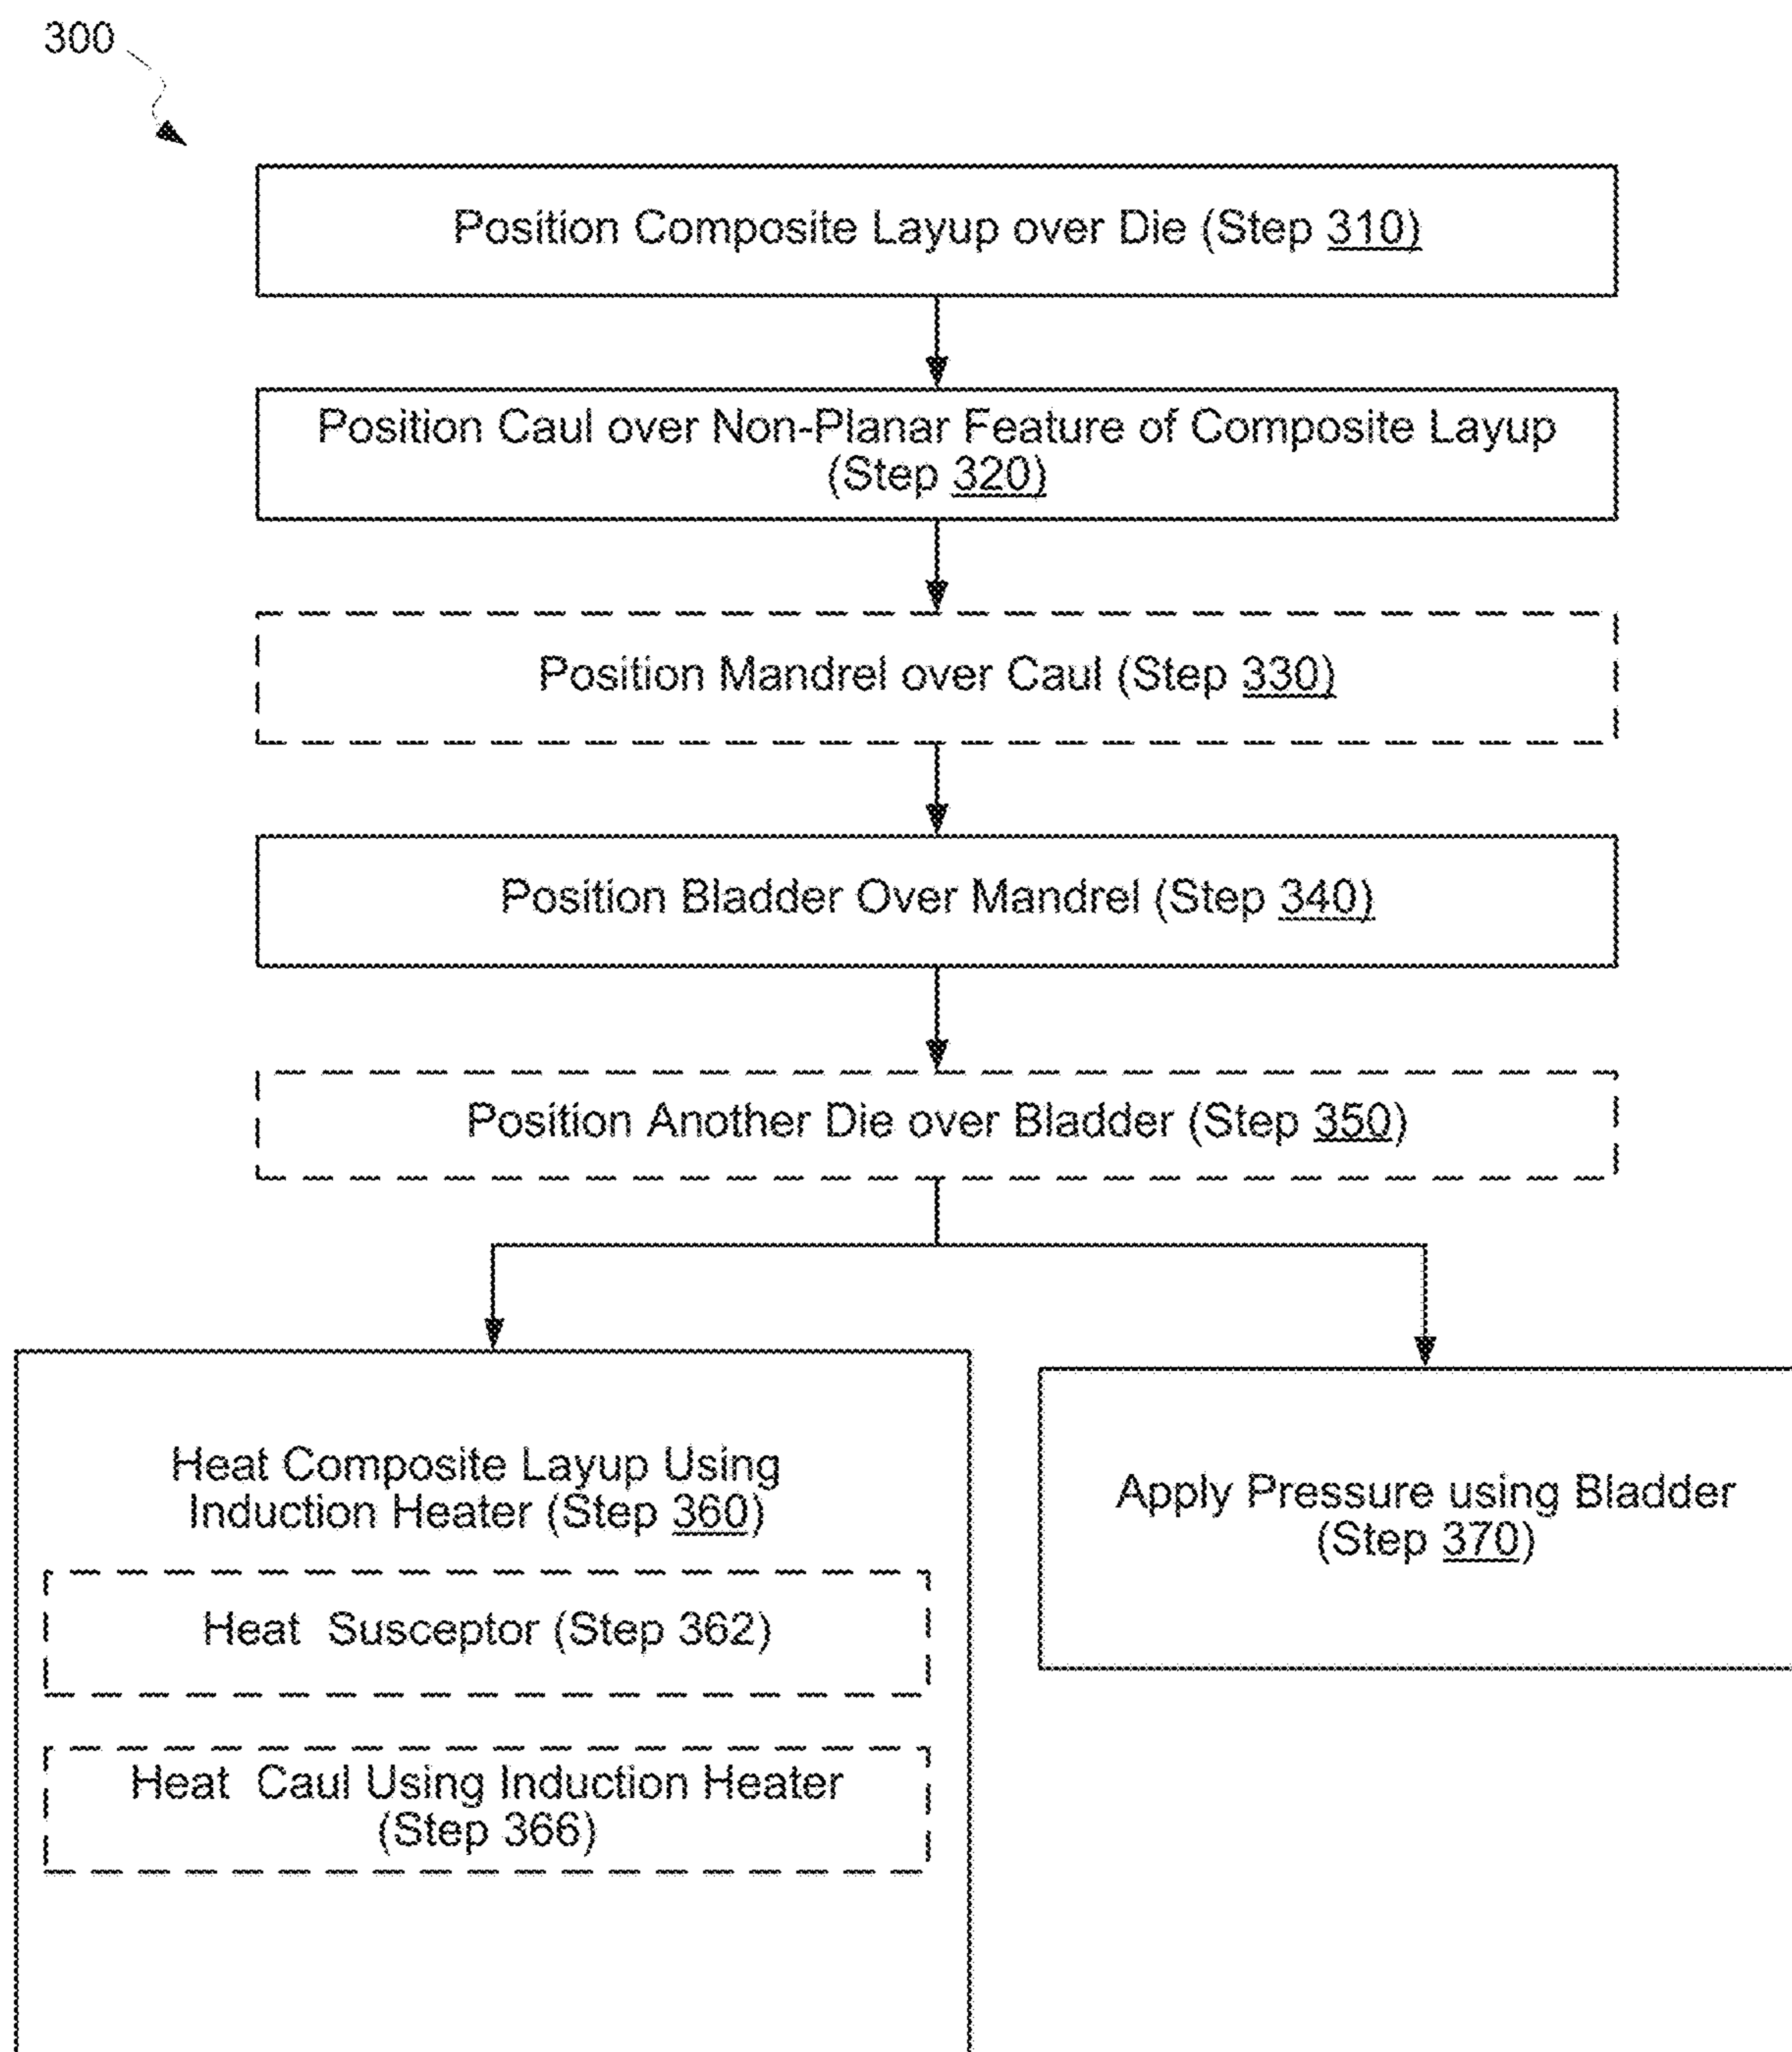 300
Position Composite Layup over Die (Step 310)
Position Caul over Non-Planar Feature of Composite Layup
(Step 320)
Position Mandrel over Caul (Step 330)
Position Bladder Over Mandrel (Step 340)
Position Another Die over Bladder (Step 350)
Heat Composite Layup Using
Induction Heater (Step 360)
Heat Susceptor (Step 362)
Heat Caul Using Induction Heater
(Step 366)
Apply Pressure using Bladder
(Step 370)